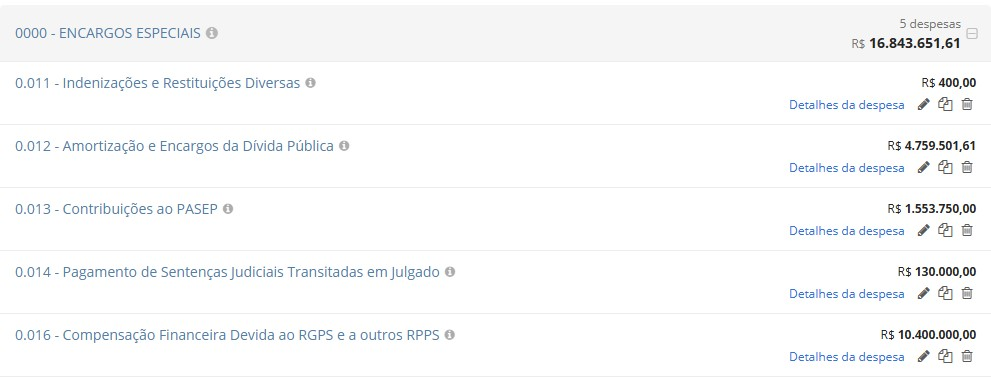 0000 - ENCARGOS ESPECIAIS
5 despesas
R$ 16.843.651,61
0.011 - Indenizações e Restituições Diversas
R$ 400,00
Detalhes da despesa
0.012 - Amortização e Encargos da Dívida Pública
R$ 4.759.501,61
Detalhes da despesa
0.013 - Contribuições ao PASEP
R$ 1.553.750,00
Detalhes da despesa
0.014 - Pagamento de Sentenças Judiciais Transitadas em Julgado
R$ 130.000,00
Detalhes da despesa
0.016 - Compensação Financeira Devida ao RGPS e a outros RPPS
R$ 10.400.000,00
Detalhes da despesa